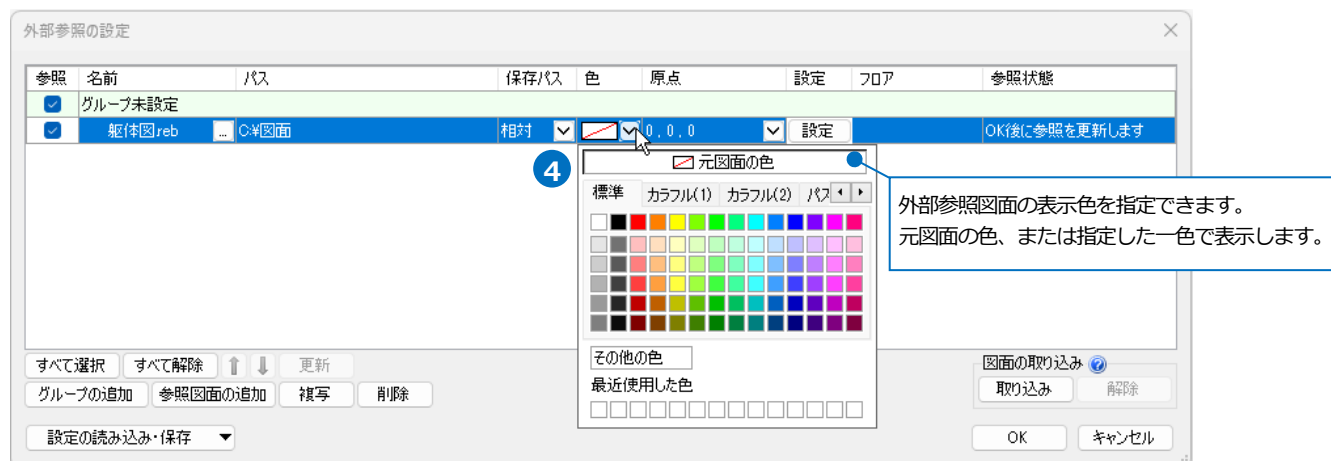 外部参照の設定
参照 名前 パス 保存パス 色 原点 設定 フロア 参照状態
グループ未設定
躯体図.reb ... C:¥図面 相対 0 , 0 , 0 設定 OK後に参照を更新します
4
元図面の色
標準 カラフル(1) カラフル(2) パス
外部参照図面の表示色を指定できます。
元図面の色、または指定した一色で表示します。
その他の色
最近使用した色
すべて選択 すべて解除 更新
グループの追加 参照図面の追加 複写 削除
図面の取り込み
取り込み 解除
設定の読み込み・保存
OK キャンセル